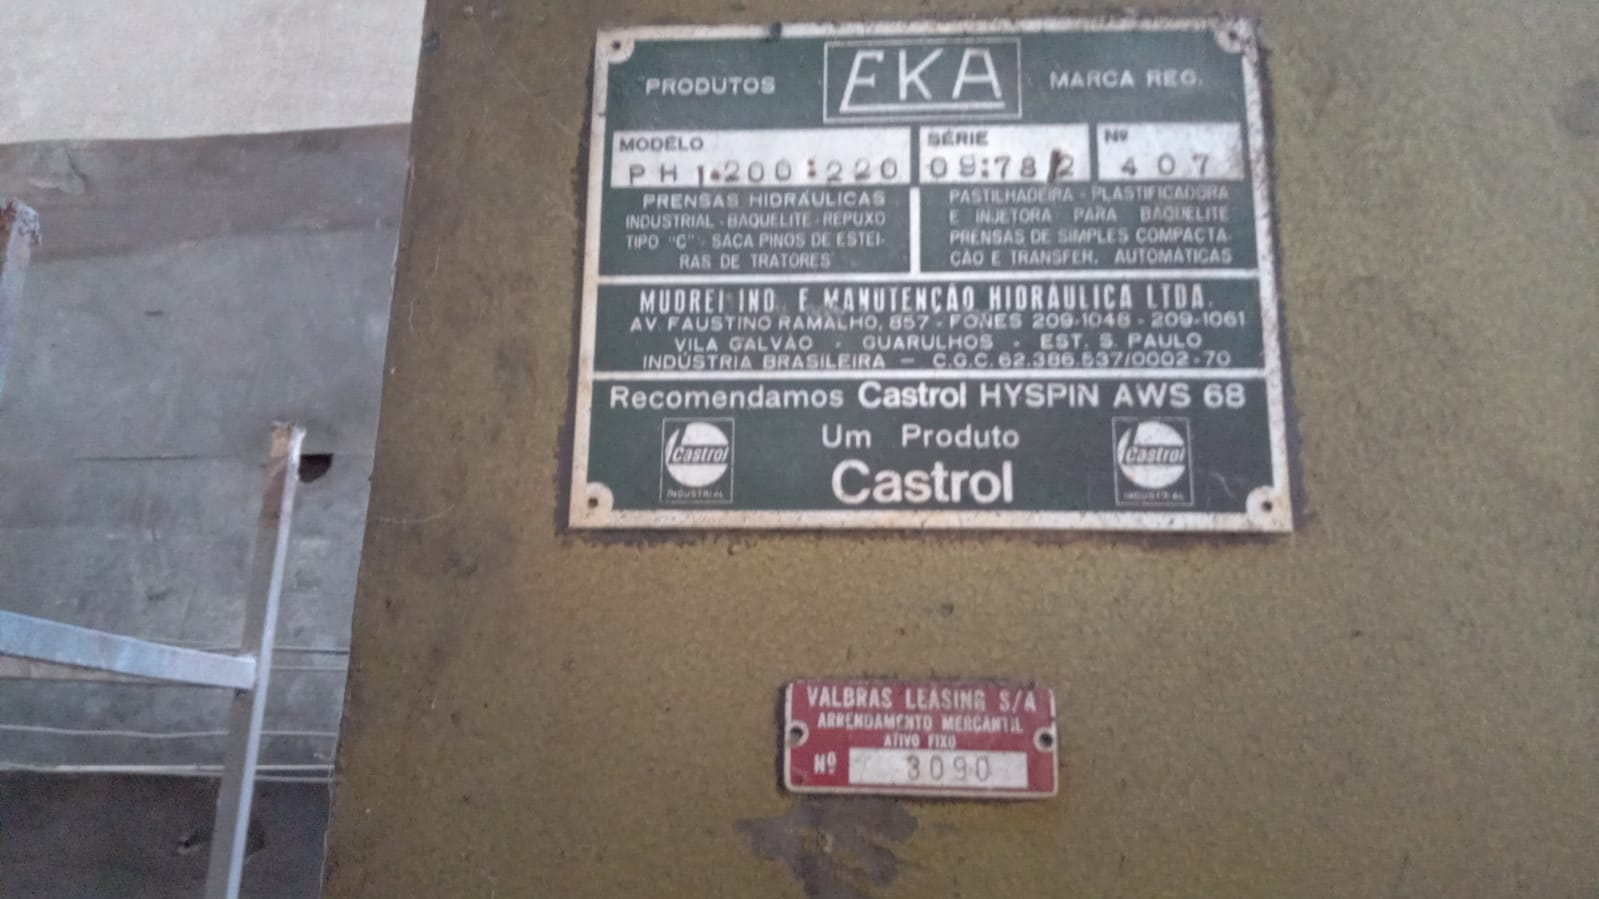 PRODUTOS EKA MARCA REG.
MODÊLO SÉRIE Nº
PHI.200:220 09:78/2 407
PRENSAS HIDRÁULICAS
INDUSTRIAL - BAQUELITE - REPUXO
TIPO "C" - SACA PINOS DE ESTEI-
RAS DE TRATORES
PASTILHADEIRA - PLASTIFICADORA
E INJETORA PARA BAQUELITE
PRENSAS DE SIMPLES COMPACTA-
ÇÃO E TRANSFER. AUTOMÁTICAS
MUDREI IND. E MANUTENÇÃO HIDRÁULICA LTDA.
AV. FAUSTINO RAMALHO, 857 - FONES 209-1048 - 209-1061
VILA GALVÃO - GUARULHOS - EST. S. PAULO
INDÚSTRIA BRASILEIRA — C.G.C. 62.386.537/0002-70
Recomendamos Castrol HYSPIN AWS 68
Um Produto
Castrol
Castrol
INDUSTRIAL
Castrol
INDUSTRIAL
VALBRAS LEASING S/A
ARRENDAMENTO MERCANTIL
ATIVO FIXO
Nº 3090